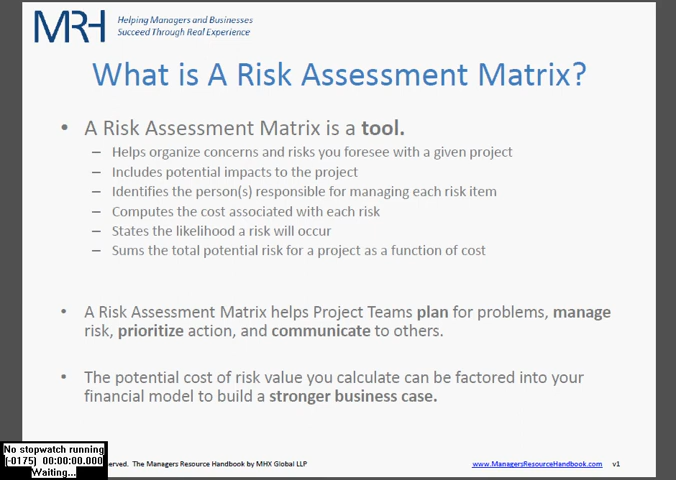 MRH
Helping Managers and Businesses
Succeed Through Real Experience
What is A Risk Assessment Matrix?
• A Risk Assessment Matrix is a tool.
– Helps organize concerns and risks you foresee with a given project
– Includes potential impacts to the project
– Identifies the person(s) responsible for managing each risk item
– Computes the cost associated with each risk
– States the likelihood a risk will occur
– Sums the total potential risk for a project as a function of cost
• A Risk Assessment Matrix helps Project Teams plan for problems, manage
risk, prioritize action, and communicate to others.
• The potential cost of risk value you calculate can be factored into your
financial model to build a stronger business case.
No stopwatch running
(-0175) 00:00:00.000
Waiting...
erved. The Managers Resource Handbook by MHX Global LLP
www.ManagersResourceHandbook.com v1